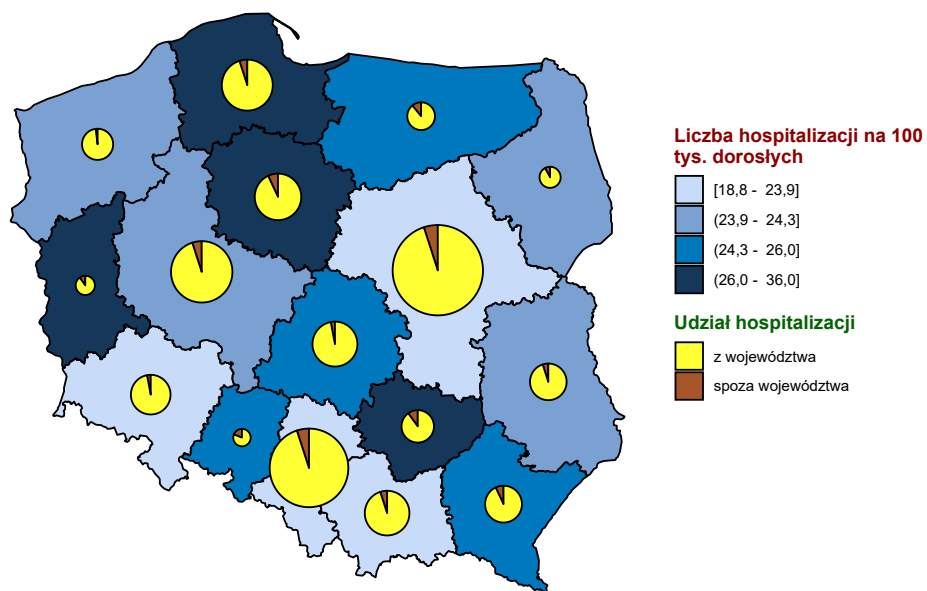 Liczba hospitalizacji na 100
tys. dorosłych
[18,8 - 23,9]
(23,9 - 24,3]
(24,3 - 26,0]
(26,0 - 36,0]
Udział hospitalizacji
z województwa
spoza województwa